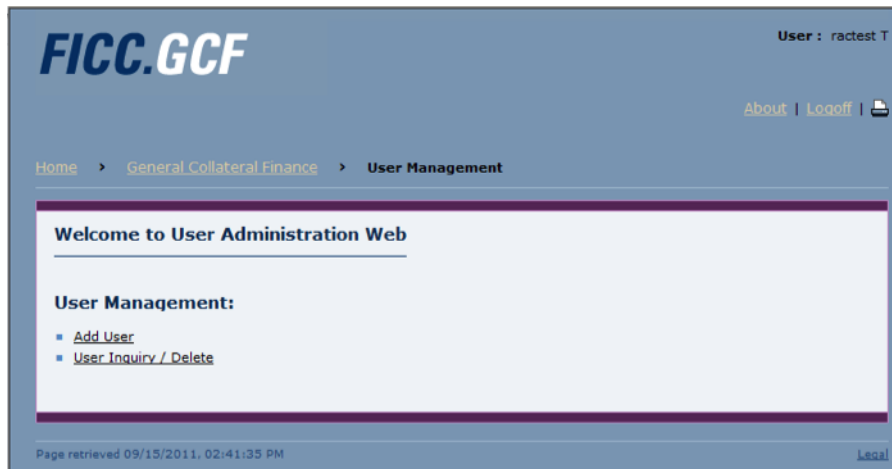 FICC.GCF
User : ractest T
About | Logoff |
Home > General Collateral Finance > User Management
Welcome to User Administration Web
User Management:
Add User
User Inquiry / Delete
Page retrieved 09/15/2011, 02:41:35 PM
Legal